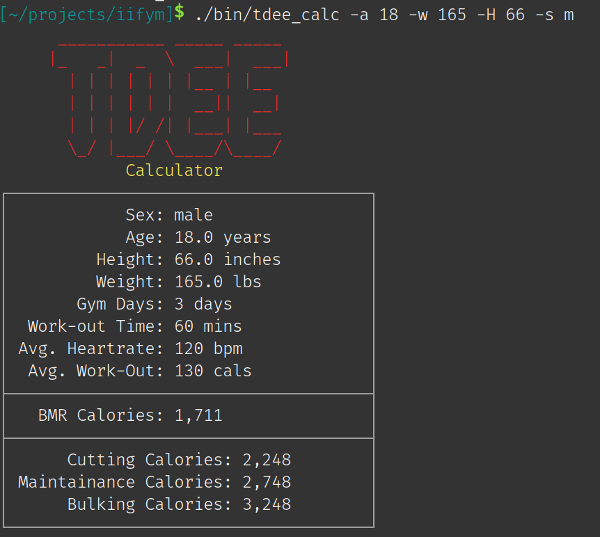 [~/projects/iifym]$ ./bin/tdee_calc -a 18 -w 165 -H 66 -s m
TDEE
Calculator
Sex: male
Age: 18.0 years
Height: 66.0 inches
Weight: 165.0 lbs
Gym Days: 3 days
Work-out Time: 60 mins
Avg. Heartrate: 120 bpm
Avg. Work-Out: 130 cals
BMR Calories: 1,711
Cutting Calories: 2,248
Maintainance Calories: 2,748
Bulking Calories: 3,248